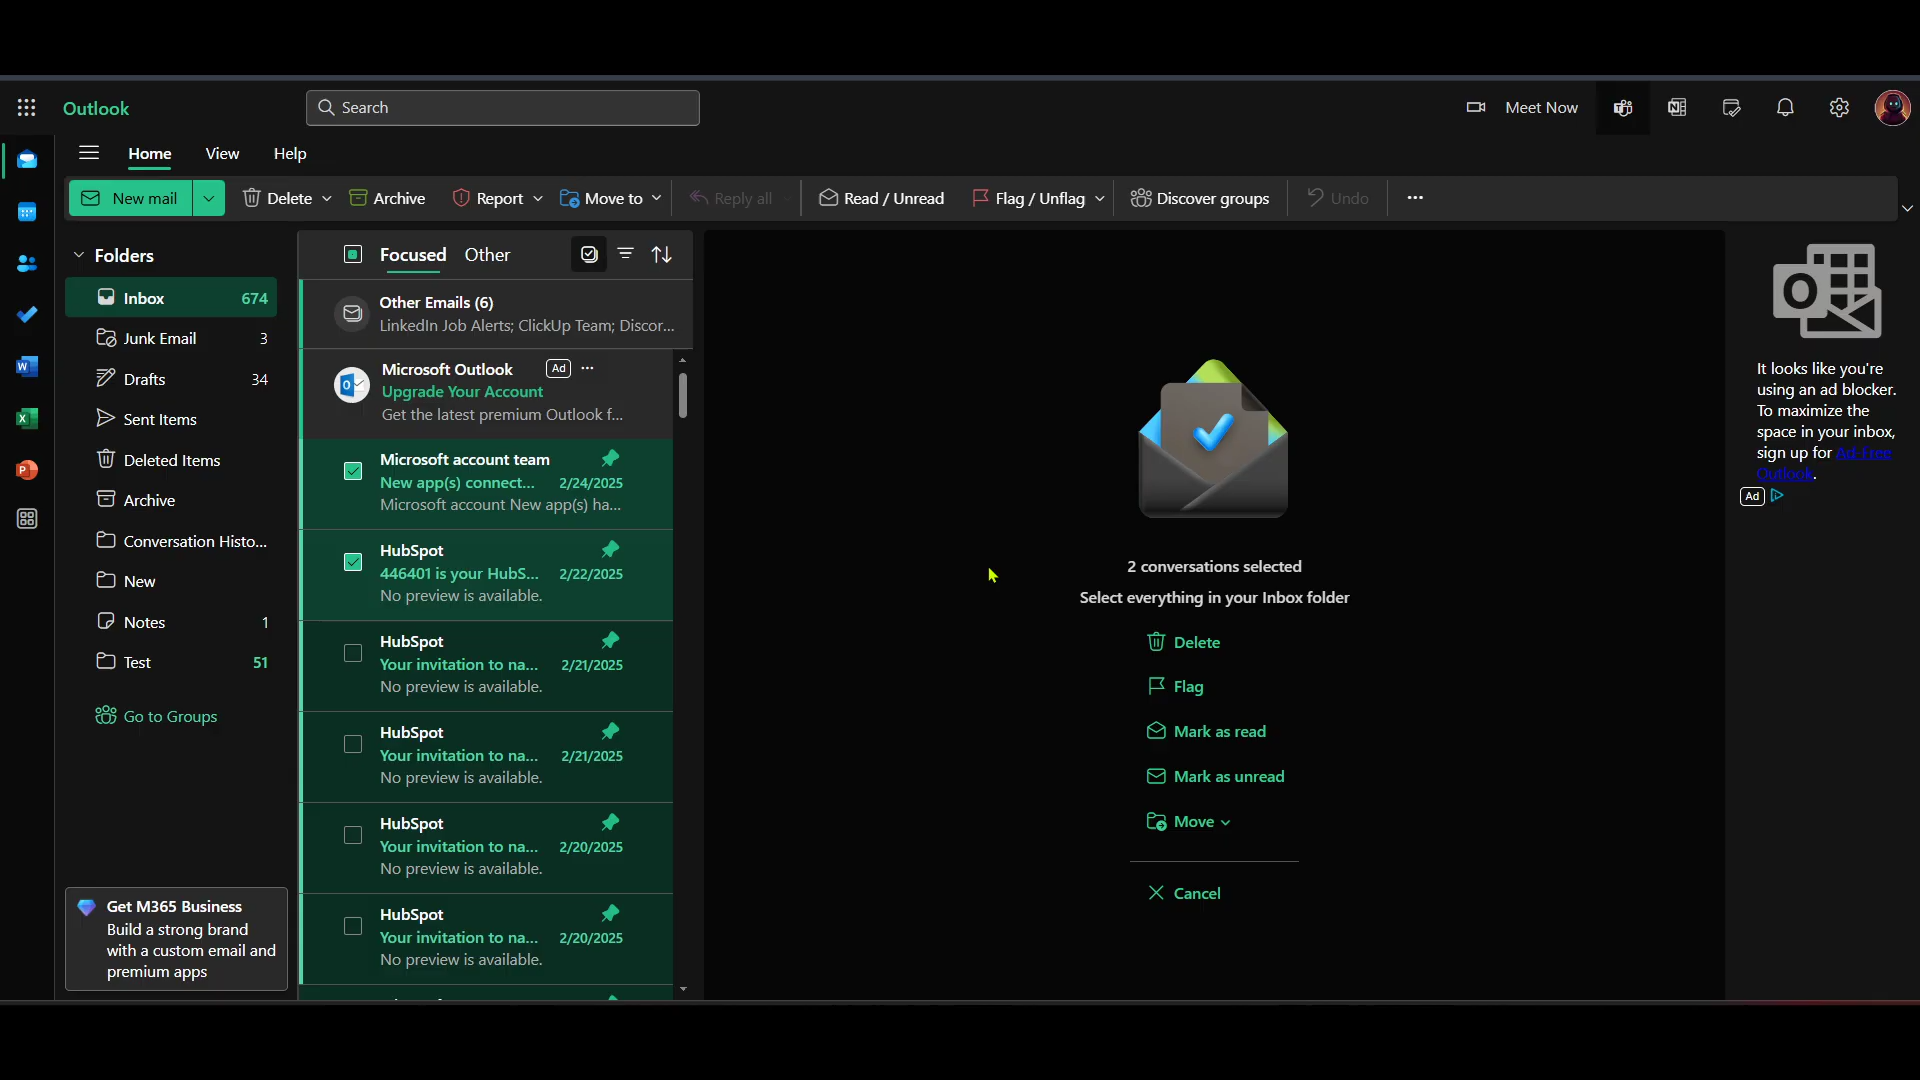 Outlook
Search
Meet Now
Home
View
Help
New mail
Delete
Archive
Report
Move to
Reply all
Read / Unread
Flag / Unflag
Discover groups
Undo
Folders
Inbox 674
Junk Email 3
Drafts 34
Sent Items
Deleted Items
Archive
Conversation Histo...
New
Notes 1
Test 51
Go to Groups
Get M365 Business
Build a strong brand
with a custom email and
premium apps
Focused Other
Other Emails (6)
LinkedIn Job Alerts; ClickUp Team; Discor...
Microsoft Outlook Ad
Upgrade Your Account
Get the latest premium Outlook f...
Microsoft account team
New app(s) connect... 2/24/2025
Microsoft account New app(s) ha...
HubSpot
446401 is your HubS... 2/22/2025
No preview is available.
HubSpot
Your invitation to na... 2/21/2025
No preview is available.
HubSpot
Your invitation to na... 2/21/2025
No preview is available.
HubSpot
Your invitation to na... 2/20/2025
No preview is available.
HubSpot
Your invitation to na... 2/20/2025
No preview is available.
2 conversations selected
Select everything in your Inbox folder
Delete
Flag
Mark as read
Mark as unread
Move
Cancel
It looks like you're
using an ad blocker.
To maximize the
space in your inbox,
sign up for Ad-Free
Outlook.
Ad